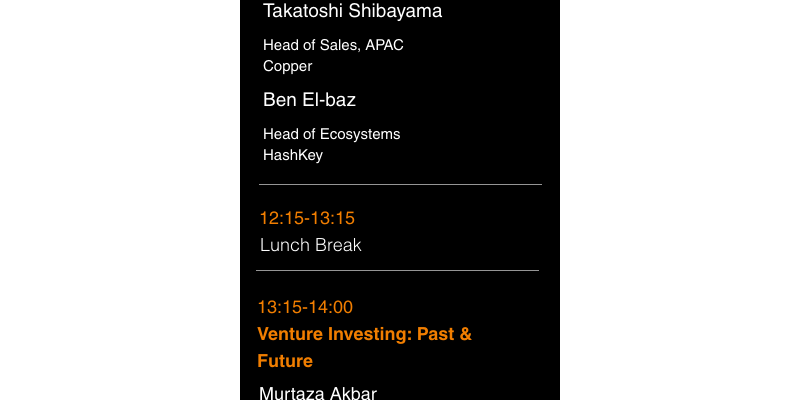 Takatoshi Shibayama
Head of Sales, APAC
Copper
Ben El-baz
Head of Ecosystems
HashKey
12:15-13:15
Lunch Break
13:15-14:00
Venture Investing: Past &
Future
Murtaza Akbar